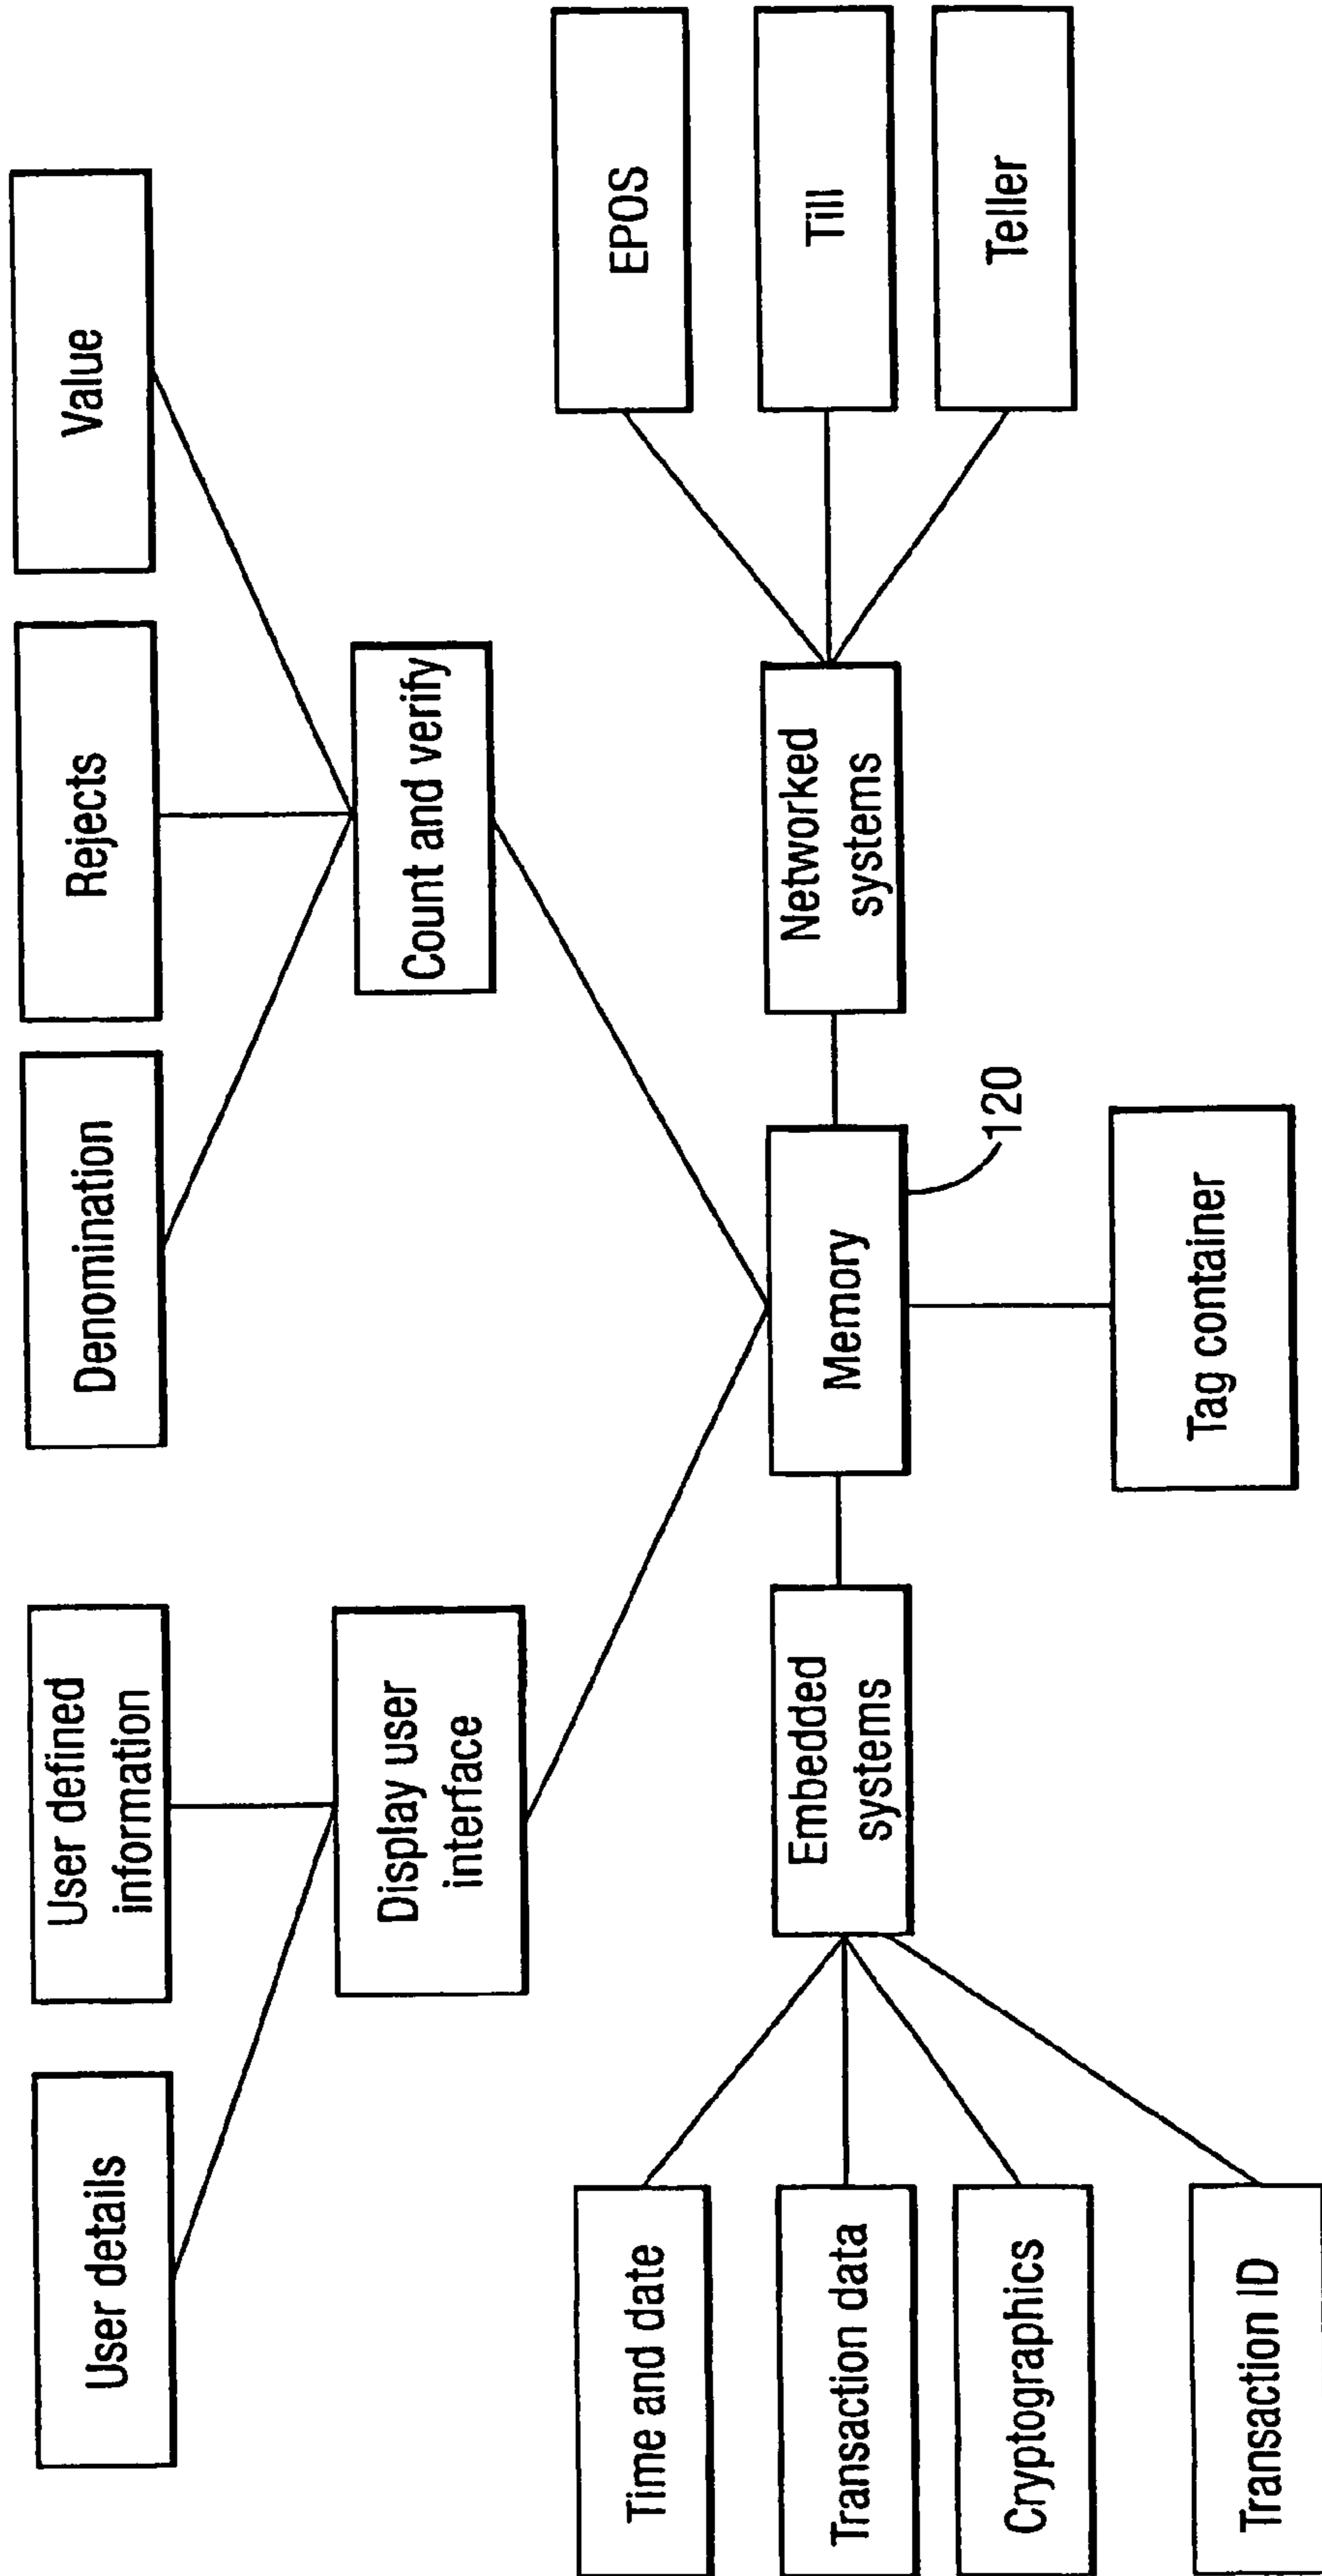 User details
User defined
information
Denomination
Rejects
Value
Display user
interface
Count and verify
Time and date
Transaction data
Cryptographics
Transaction ID
Embedded
systems
Memory
120
Networked
systems
EPOS
Till
Teller
Tag container